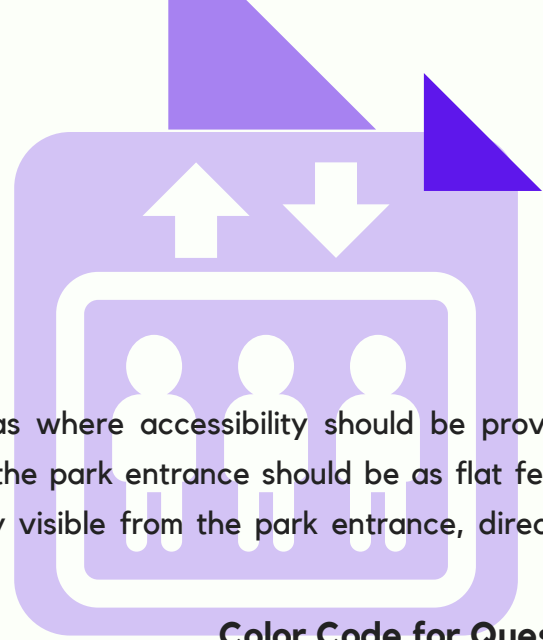 where accessibility should be
the park entrance should be as flat
visible from the park entrance,
Color Code for